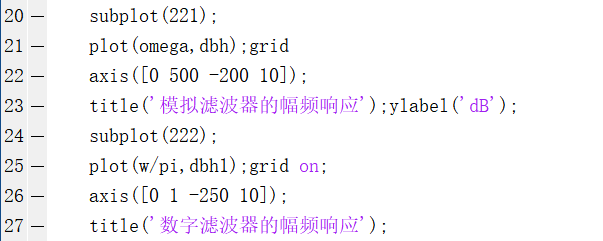 20 — subplot(221);
21 — plot(omega,dbh);grid
22 — axis([0 500 -200 10]);
23 — title('模拟滤波器的幅频响应');ylabel('dB');
24 — subplot(222);
25 — plot(w/pi,dbh1);grid on;
26 — axis([0 1 -250 10]);
27 — title('数字滤波器的幅频响应');